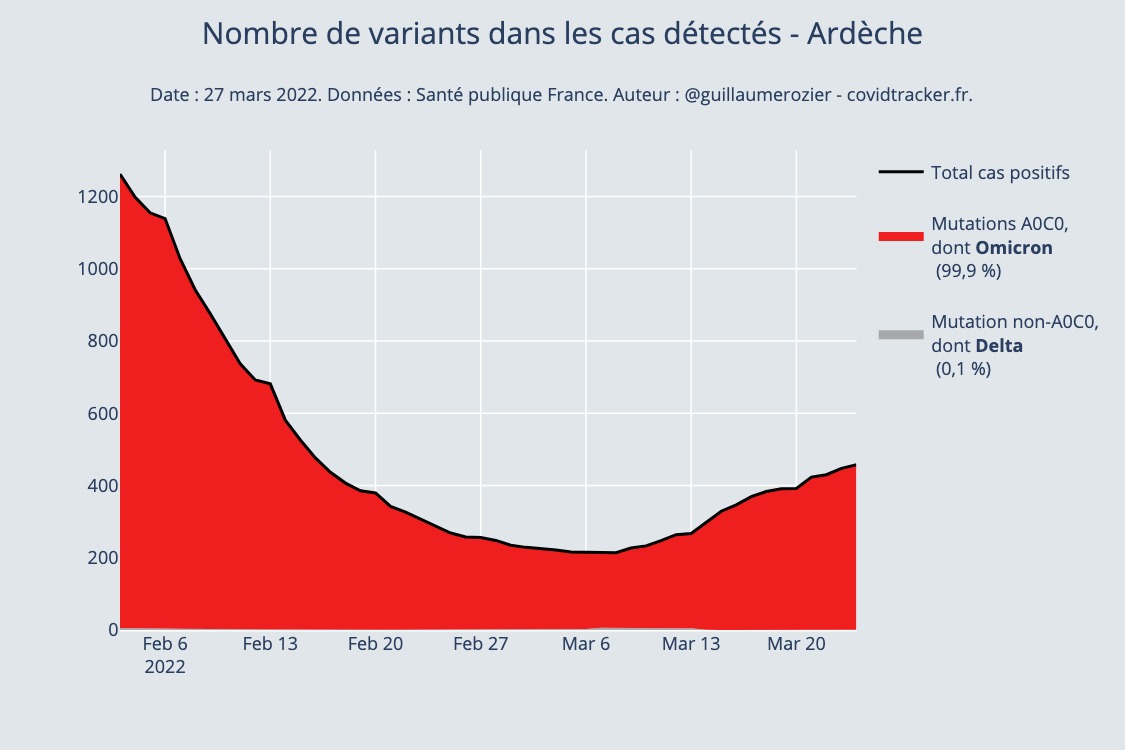 Nombre de variants dans les cas détectés - Ardèche
Date : 27 mars 2022. Données : Santé publique France. Auteur : @guillaumerozier - covidtracker.fr.
1200
1000
800
600
400
200
0
Feb 6
2022
Feb 13
Feb 20
Feb 27
Mar 6
Mar 13
Mar 20
Total cas positifs
Mutations A0C0,
dont Omicron
(99,9 %)
Mutation non-A0C0,
dont Delta
(0,1 %)